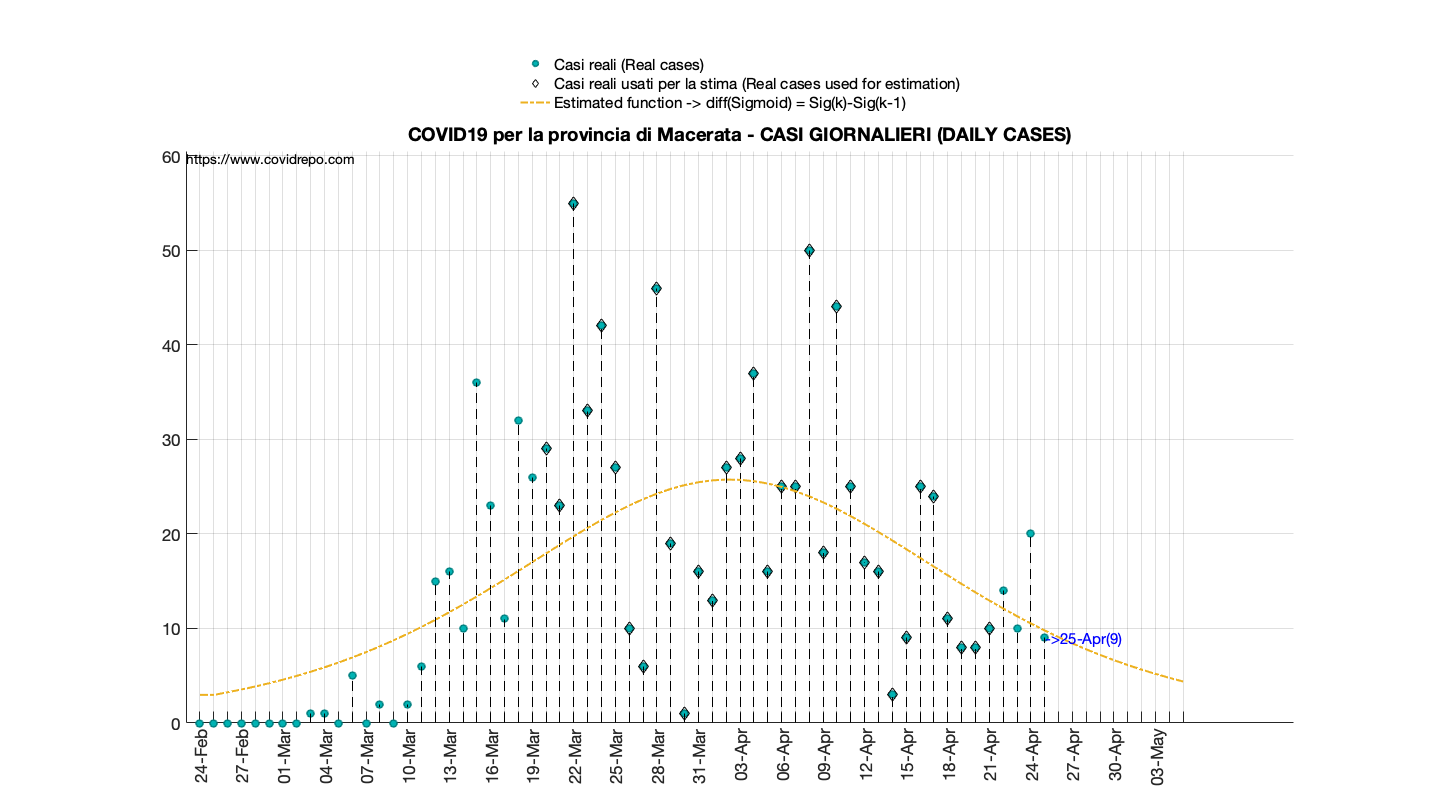 Casi reali (Real cases)
Casi reali usati per la stima (Real cases used for estimation)
Estimated function -> diff(Sigmoid) = Sig(k)-Sig(k-1)
COVID19 per la provincia di Macerata - CASI GIORNALIERI (DAILY CASES)
https://www.covidrepo.com
60
50
40
30
20
10
0
->25-Apr(9)
24-Feb
27-Feb
01-Mar
04-Mar
07-Mar
10-Mar
13-Mar
16-Mar
19-Mar
22-Mar
25-Mar
28-Mar
31-Mar
03-Apr
06-Apr
09-Apr
12-Apr
15-Apr
18-Apr
21-Apr
24-Apr
27-Apr
30-Apr
03-May